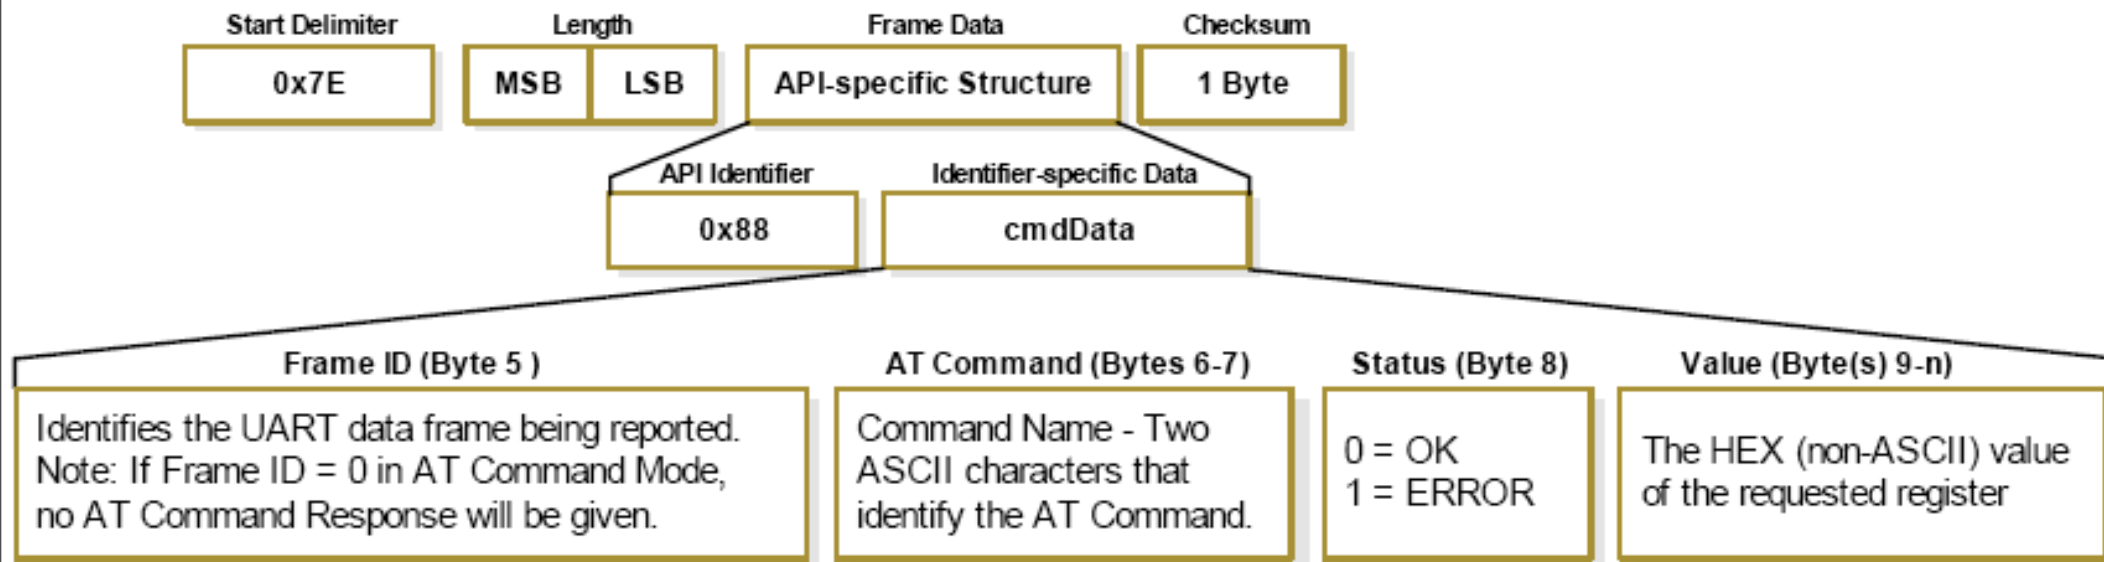 Start Delimiter Length Frame Data Checksum
0x7E MSB LSB API-specific Structure 1 Byte
API Identifier Identifier-specific Data
0x88 cmdData
Frame ID (Byte 5 ) AT Command (Bytes 6-7) Status (Byte 8) Value (Byte(s) 9-n)
Identifies the UART data frame being reported.
Note: If Frame ID = 0 in AT Command Mode,
no AT Command Response will be given.
Command Name - Two
ASCII characters that
identify the AT Command.
0 = OK
1 = ERROR
The HEX (non-ASCII) value
of the requested register